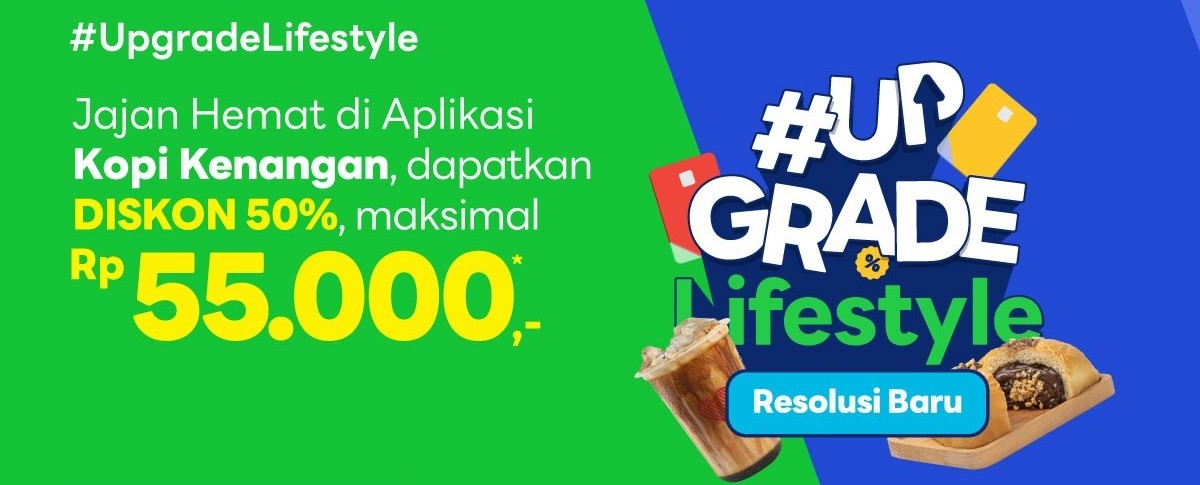 #UpgradeLifestyle
Jajan Hemat di Aplikasi
Kopi Kenangan, dapatkan
DISKON 50%, maksimal
Rp 55.000,-*
#UP
GRADE
%
Lifestyle
Resolusi Baru